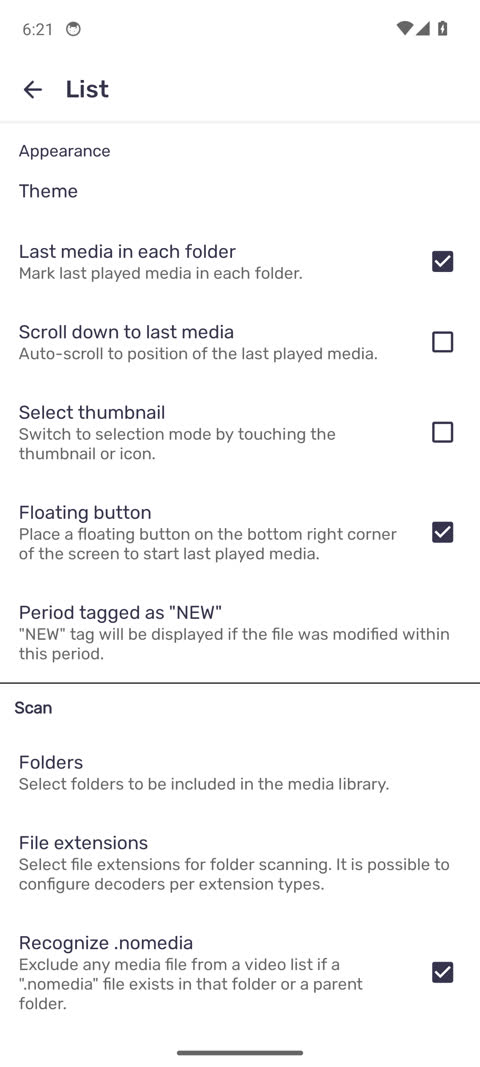 6:21
List
Appearance
Theme
Last media in each folder
Mark last played media in each folder.
Scroll down to last media
Auto-scroll to position of the last played media.
Select thumbnail
Switch to selection mode by touching the
thumbnail or icon.
Floating button
Place a floating button on the bottom right corner
of the screen to start last played media.
Period tagged as "NEW"
"NEW" tag will be displayed if the file was modified within
this period.
Scan
Folders
Select folders to be included in the media library.
File extensions
Select file extensions for folder scanning. It is possible to
configure decoders per extension types.
Recognize .nomedia
Exclude any media file from a video list if a
".nomedia" file exists in that folder or a parent
folder.